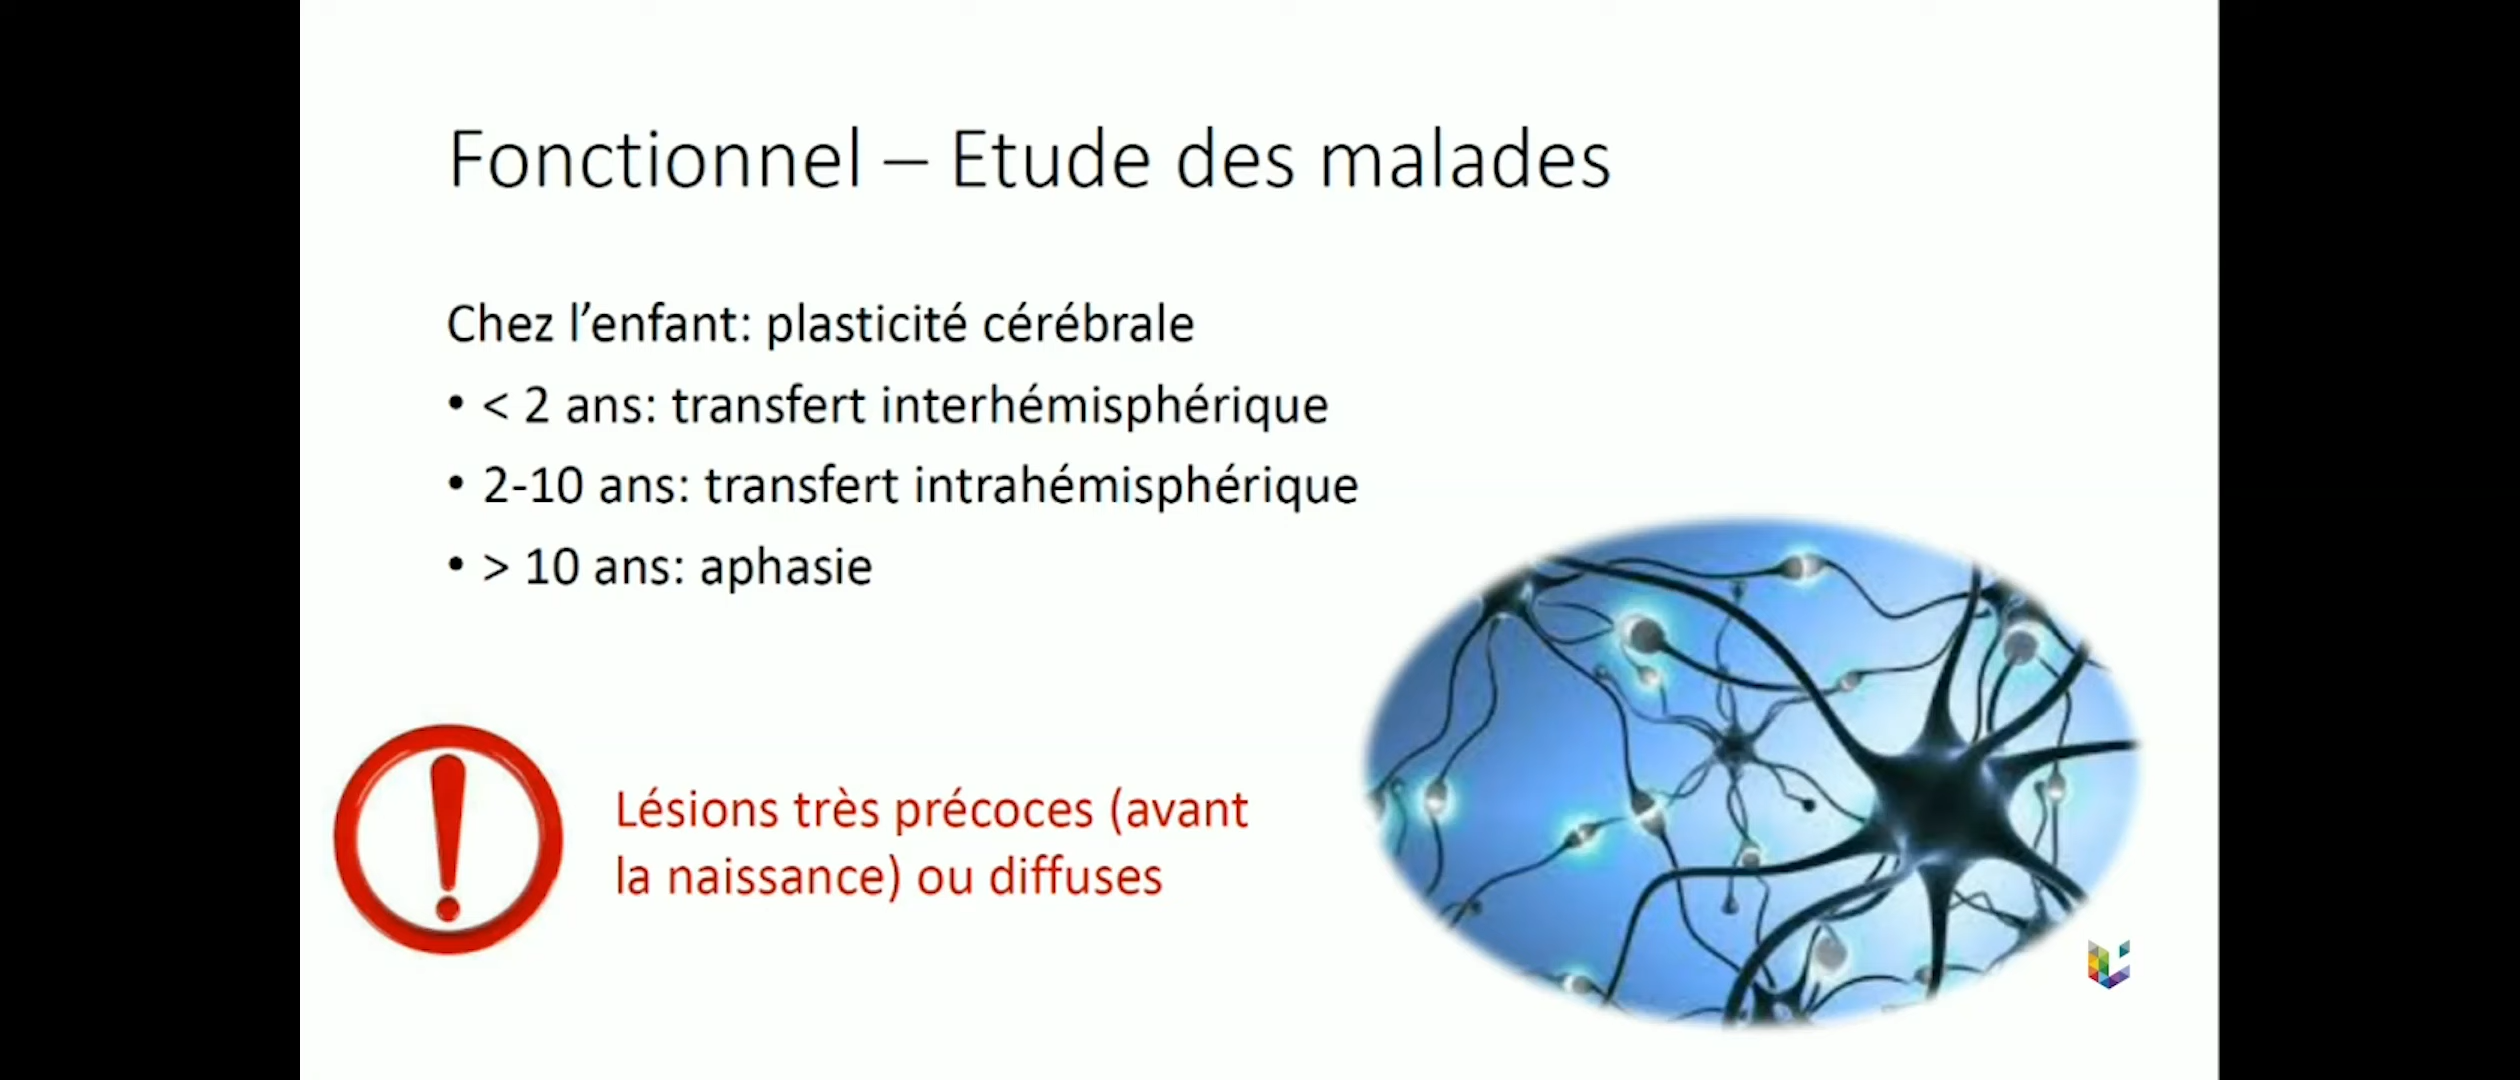 Fonctionnel – Etude des malades
Chez l’enfant: plasticité cérébrale
• < 2 ans: transfert interhémisphérique
• 2-10 ans: transfert intrahémisphérique
• > 10 ans: aphasie
Lésions très précoces (avant
la naissance) ou diffuses